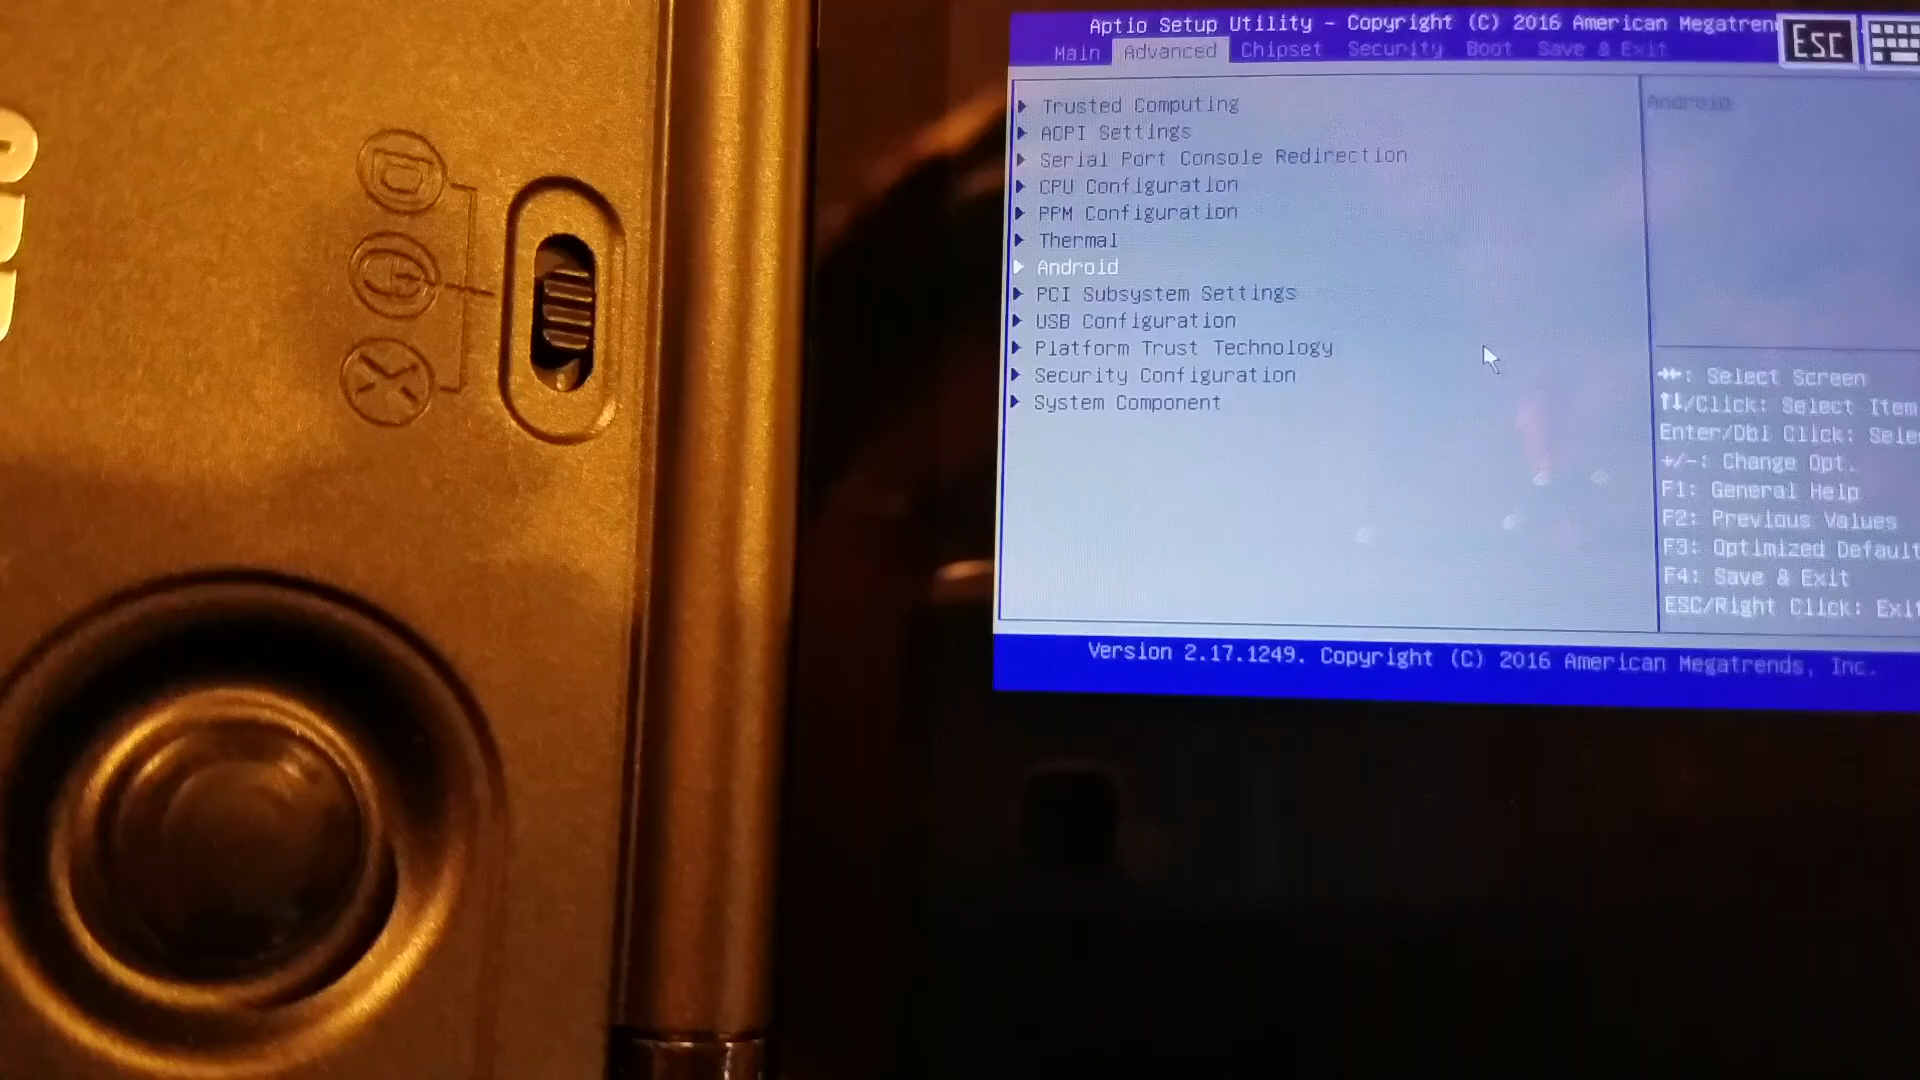 Aptio Setup Utility - Copyright (C) 2016 American Megatren
Main Advanced Chipset Security Boot Save & Exit
Esc
Trusted Computing
ACPI Settings
Serial Port Console Redirection
CPU Configuration
PPM Configuration
Thermal
Android
PCI Subsystem Settings
USB Configuration
Platform Trust Technology
Security Configuration
System Component
Android
→←: Select Screen
↑↓/Click: Select Item
Enter/Dbl Click: Sele
+/-: Change Opt.
F1: General Help
F2: Previous Values
F3: Optimized Default
F4: Save & Exit
ESC/Right Click: Exit
Version 2.17.1249. Copyright (C) 2016 American Megatrends, Inc.
D
X